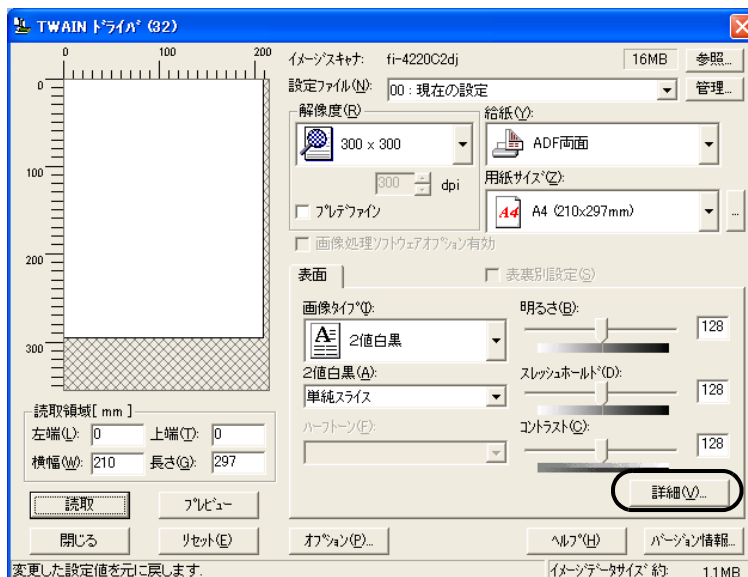 TWAIN ドライバ (32)
0 100 200
0
100
200
300
イメージスキャナ: fi-4220C2dj 16MB 参照...
設定ファイル(N): 00 : 現在の設定 管理...
解像度(R) 給紙(Y):
300 x 300 ADF両面
300 dpi 用紙サイズ(Z):
プレデファイン A4 A4 (210x297mm) ...
画像処理ソフトウェアオプション有効
表面 表裏別設定(S)
画像タイプ(I): 明るさ(B):
A 2値白黒 128
2値白黒(A): スレッショホールド(D):
単純スライス 128
ハーフトーン(F): コントラスト(C):
128
読取領域[ mm ]
左端(L): 0 上端(T): 0
横幅(W): 210 長さ(G): 297
詳細(V)...
読取 プレビュー
閉じる リセット(E) オプション(P)... ヘルプ(H) バージョン情報...
変更した設定値を元に戻します. イメージデータサイズ 約: 1.1MB